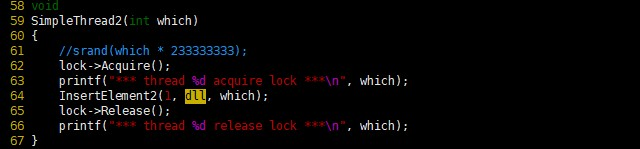 58 void
59 SimpleThread2(int which)
60 {
61     //srand(which * 233333333);
62     lock->Acquire();
63     printf("*** thread %d acquire lock ***\n", which);
64     InsertElement2(1, dll, which);
65     lock->Release();
66     printf("*** thread %d release lock ***\n", which);
67 }